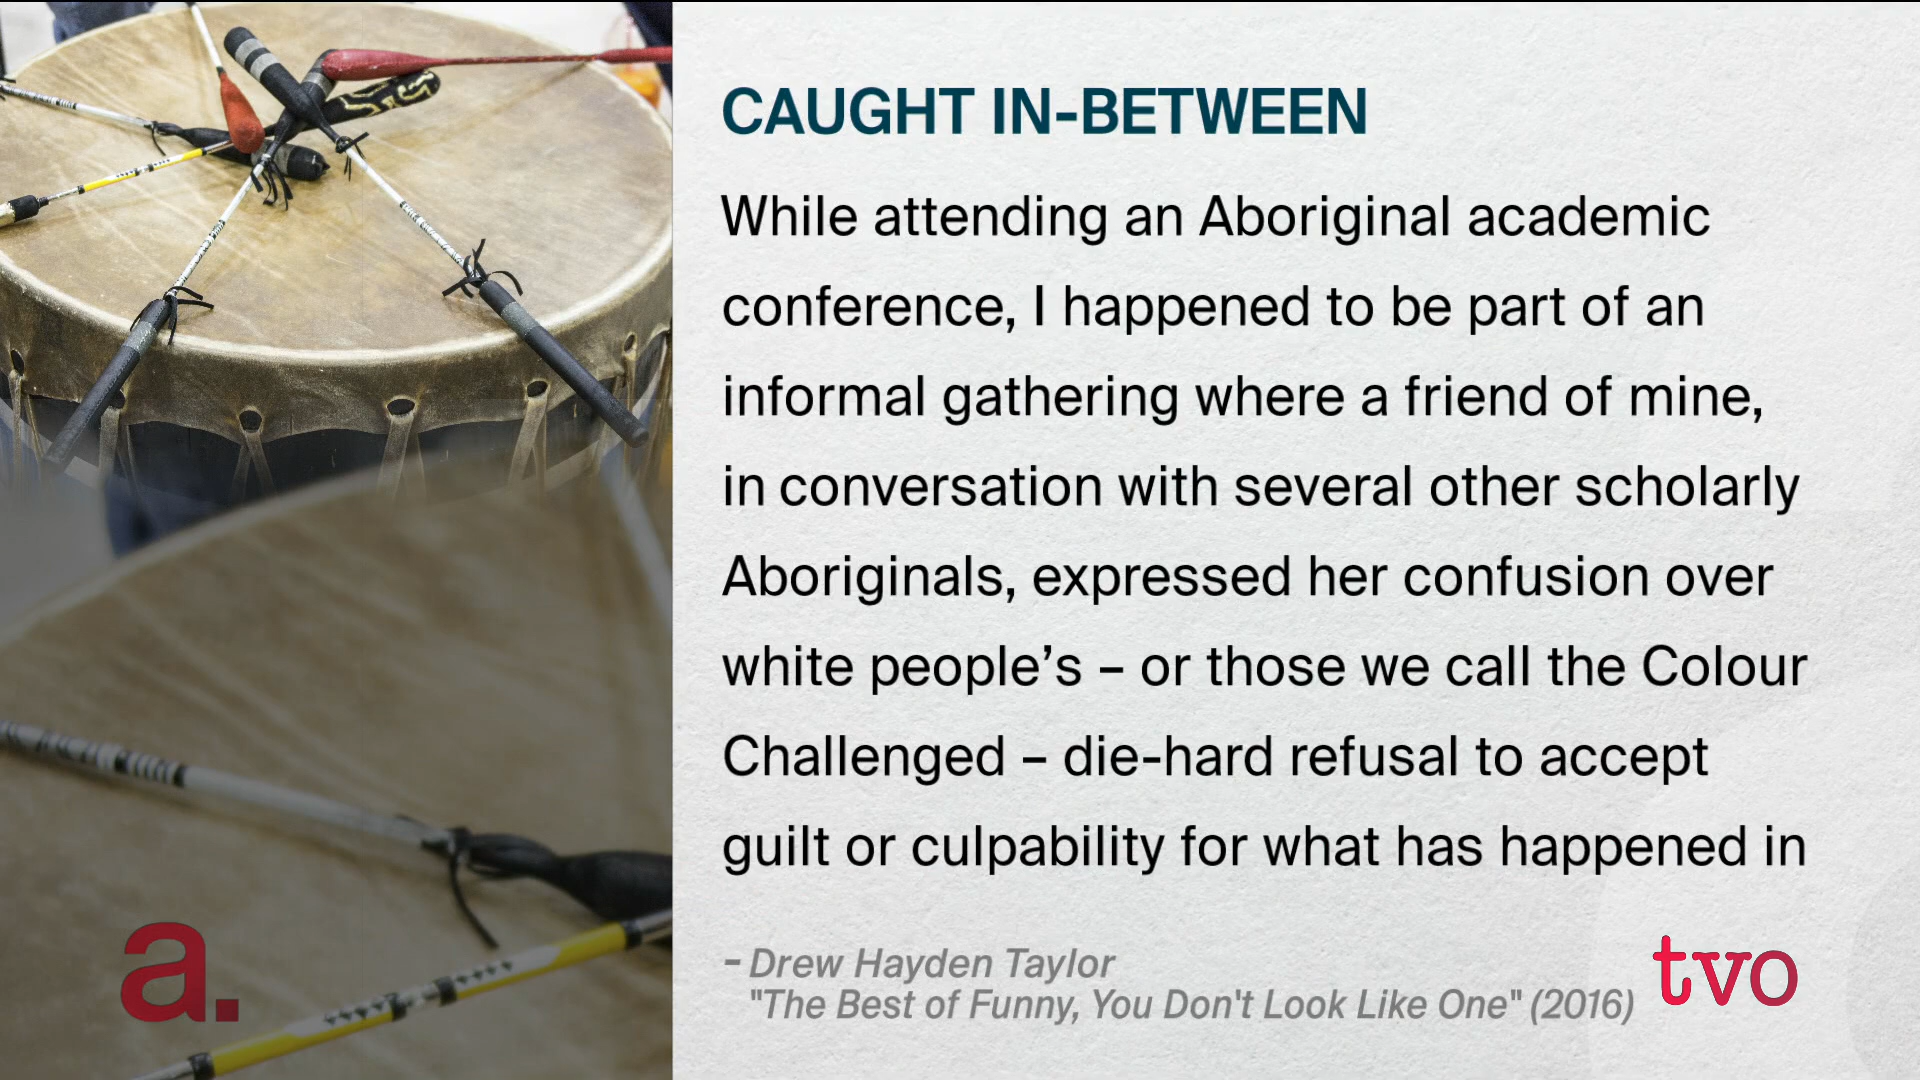 CAUGHT IN-BETWEEN
While attending an Aboriginal academic
conference, I happened to be part of an
informal gathering where a friend of mine,
in conversation with several other scholarly
Aboriginals, expressed her confusion over
white people’s – or those we call the Colour
Challenged – die-hard refusal to accept
guilt or culpability for what has happened in
- Drew Hayden Taylor
"The Best of Funny, You Don't Look Like One" (2016)
a.
tvo